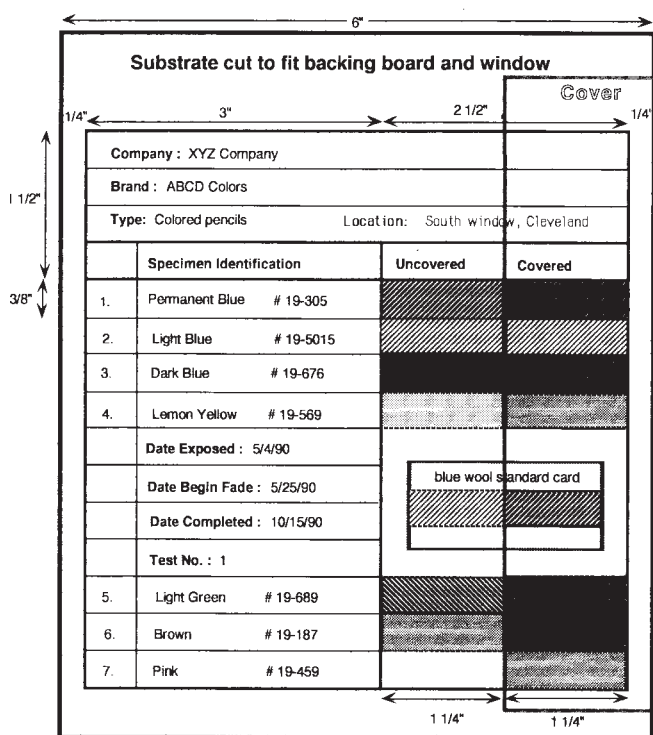 6"
Substrate cut to fit backing board and window
Cover
1/4" 3" 2 1/2" 1/4"
Company : XYZ Company
1 1/2"
Brand : ABCD Colors
Type: Colored pencils Location: South window, Cleveland
Specimen Identification Uncovered Covered
3/8"
1. Permanent Blue # 19-305
2. Light Blue # 19-5015
3. Dark Blue # 19-676
4. Lemon Yellow # 19-569
Date Exposed : 5/4/90
blue wool standard card
Date Begin Fade : 5/25/90
Date Completed : 10/15/90
Test No. : 1
5. Light Green # 19-689
6. Brown # 19-187
7. Pink # 19-459
1 1/4" 1 1/4"